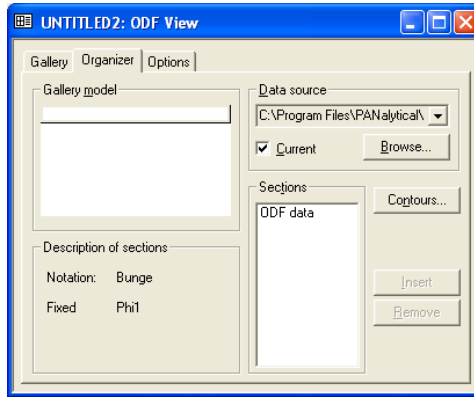 UNTITLED2: ODF View
Gallery Organizer Options
Gallery model
Data source
C:\Program Files\PANalytical\
Current
Browse...
Sections
ODF data
Contours...
Description of sections
Notation: Bunge
Fixed Phi1
Insert
Remove